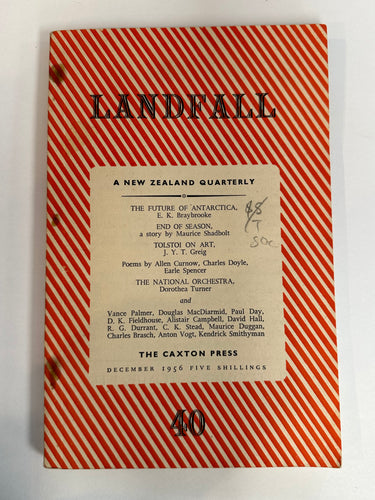 LANDFALL
A NEW ZEALAND QUARTERLY
THE FUTURE OF ANTARCTICA,
E. K. Braybrooke
END OF SEASON,
a story by Maurice Shadbolt
TOLSTOI ON ART,
J. Y. T. Greig
Poems by Allen Curnow, Charles Doyle,
Earle Spencer
THE NATIONAL ORCHESTRA,
Dorothea Turner
and
Vance Palmer, Douglas MacDiarmid, Paul Day,
D. K. Fieldhouse, Alistair Campbell, David Hall,
R. G. Durrant, C. K. Stead, Maurice Duggan,
Charles Brasch, Anton Vogt, Kendrick Smithyman
THE CAXTON PRESS
DECEMBER 1956 FIVE SHILLINGS
40